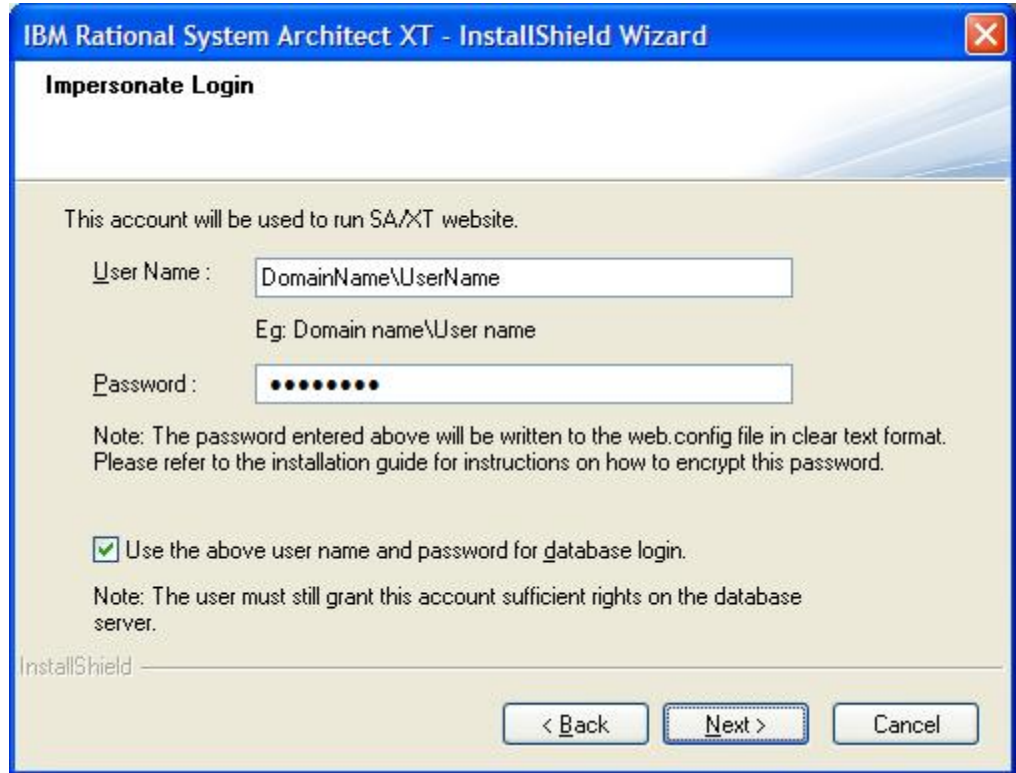 IBM Rational System Architect XT - InstallShield Wizard
Impersonate Login
This account will be used to run SA/XT website.
User Name :
DomainName\UserName
Eg: Domain name\User name
Password :
••••••••
Note: The password entered above will be written to the web.config file in clear text format.
Please refer to the installation guide for instructions on how to encrypt this password.
Use the above user name and password for database login.
Note: The user must still grant this account sufficient rights on the database
server.
InstallShield
< Back
Next >
Cancel